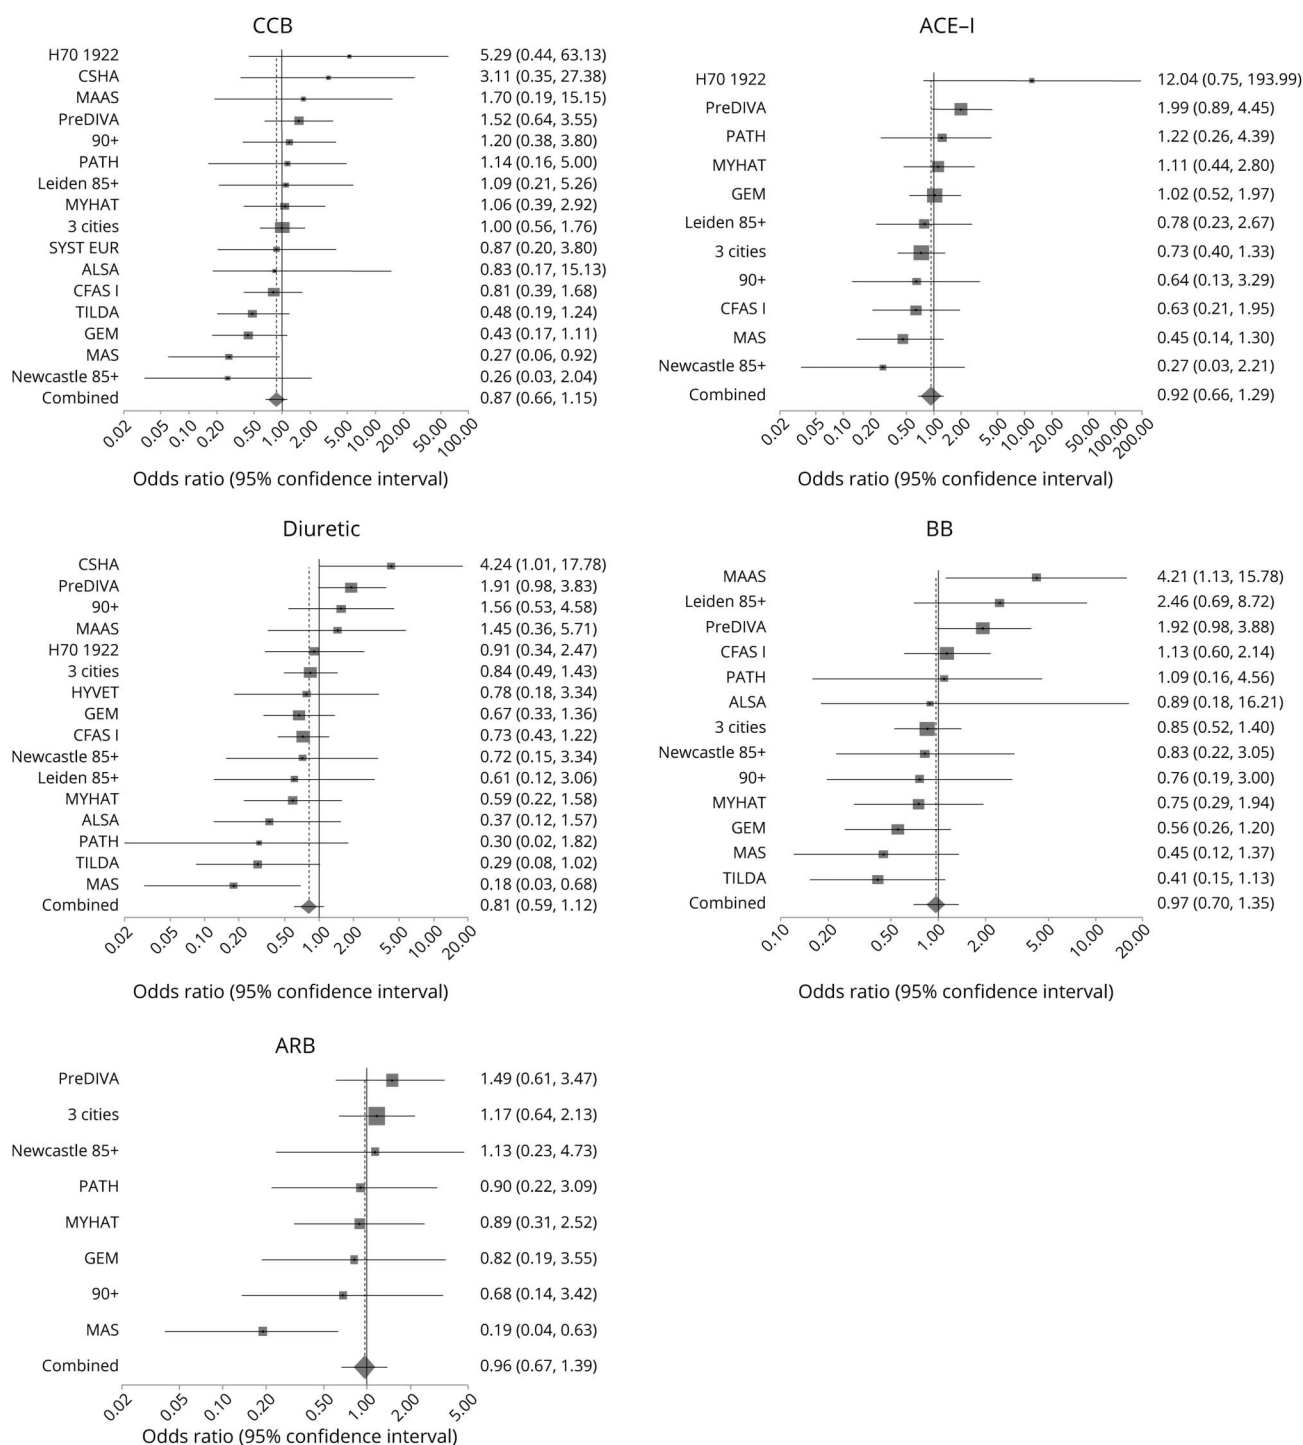 CCB
H70 1922 5.29 (0.44, 63.13)
CSHA 3.11 (0.35, 27.38)
MAAS 1.70 (0.19, 15.15)
PreDIVA 1.52 (0.64, 3.55)
90+ 1.20 (0.38, 3.80)
PATH 1.14 (0.16, 5.00)
Leiden 85+ 1.09 (0.21, 5.26)
MYHAT 1.06 (0.39, 2.92)
3 cities 1.00 (0.56, 1.76)
SYST EUR 0.87 (0.20, 3.80)
ALSA 0.83 (0.17, 15.13)
CFAS I 0.81 (0.39, 1.68)
TILDA 0.48 (0.19, 1.24)
GEM 0.43 (0.17, 1.11)
MAS 0.27 (0.06, 0.92)
Newcastle 85+ 0.26 (0.03, 2.04)
Combined 0.87 (0.66, 1.15)
0.02 0.05 0.10 0.20 0.50 1.00 2.00 5.00 10.00 20.00 50.00 100.00
Odds ratio (95% confidence interval)
ACE–I
H70 1922 12.04 (0.75, 193.99)
PreDIVA 1.99 (0.89, 4.45)
PATH 1.22 (0.26, 4.39)
MYHAT 1.11 (0.44, 2.80)
GEM 1.02 (0.52, 1.97)
Leiden 85+ 0.78 (0.23, 2.67)
3 cities 0.73 (0.40, 1.33)
90+ 0.64 (0.13, 3.29)
CFAS I 0.63 (0.21, 1.95)
MAS 0.45 (0.14, 1.30)
Newcastle 85+ 0.27 (0.03, 2.21)
Combined 0.92 (0.66, 1.29)
0.02 0.05 0.10 0.20 0.50 1.00 2.00 5.00 10.00 20.00 50.00 100.00 200.00
Odds ratio (95% confidence interval)
Diuretic
CSHA 4.24 (1.01, 17.78)
PreDIVA 1.91 (0.98, 3.83)
90+ 1.56 (0.53, 4.58)
MAAS 1.45 (0.36, 5.71)
H70 1922 0.91 (0.34, 2.47)
3 cities 0.84 (0.49, 1.43)
HYVET 0.78 (0.18, 3.34)
GEM 0.67 (0.33, 1.36)
CFAS I 0.73 (0.43, 1.22)
Newcastle 85+ 0.72 (0.15, 3.34)
Leiden 85+ 0.61 (0.12, 3.06)
MYHAT 0.59 (0.22, 1.58)
ALSA 0.37 (0.12, 1.57)
PATH 0.30 (0.02, 1.82)
TILDA 0.29 (0.08, 1.02)
MAS 0.18 (0.03, 0.68)
Combined 0.81 (0.59, 1.12)
0.02 0.05 0.10 0.20 0.50 1.00 2.00 5.00 10.00 20.00
Odds ratio (95% confidence interval)
BB
MAAS 4.21 (1.13, 15.78)
Leiden 85+ 2.46 (0.69, 8.72)
PreDIVA 1.92 (0.98, 3.88)
CFAS I 1.13 (0.60, 2.14)
PATH 1.09 (0.16, 4.56)
ALSA 0.89 (0.18, 16.21)
3 cities 0.85 (0.52, 1.40)
Newcastle 85+ 0.83 (0.22, 3.05)
90+ 0.76 (0.19, 3.00)
MYHAT 0.75 (0.29, 1.94)
GEM 0.56 (0.26, 1.20)
MAS 0.45 (0.12, 1.37)
TILDA 0.41 (0.15, 1.13)
Combined 0.97 (0.70, 1.35)
0.10 0.20 0.50 1.00 2.00 5.00 10.00 20.00
Odds ratio (95% confidence interval)
ARB
PreDIVA 1.49 (0.61, 3.47)
3 cities 1.17 (0.64, 2.13)
Newcastle 85+ 1.13 (0.23, 4.73)
PATH 0.90 (0.22, 3.09)
MYHAT 0.89 (0.31, 2.52)
GEM 0.82 (0.19, 3.55)
90+ 0.68 (0.14, 3.42)
MAS 0.19 (0.04, 0.63)
Combined 0.96 (0.67, 1.39)
0.02 0.05 0.10 0.20 0.50 1.00 2.00 5.00
Odds ratio (95% confidence interval)